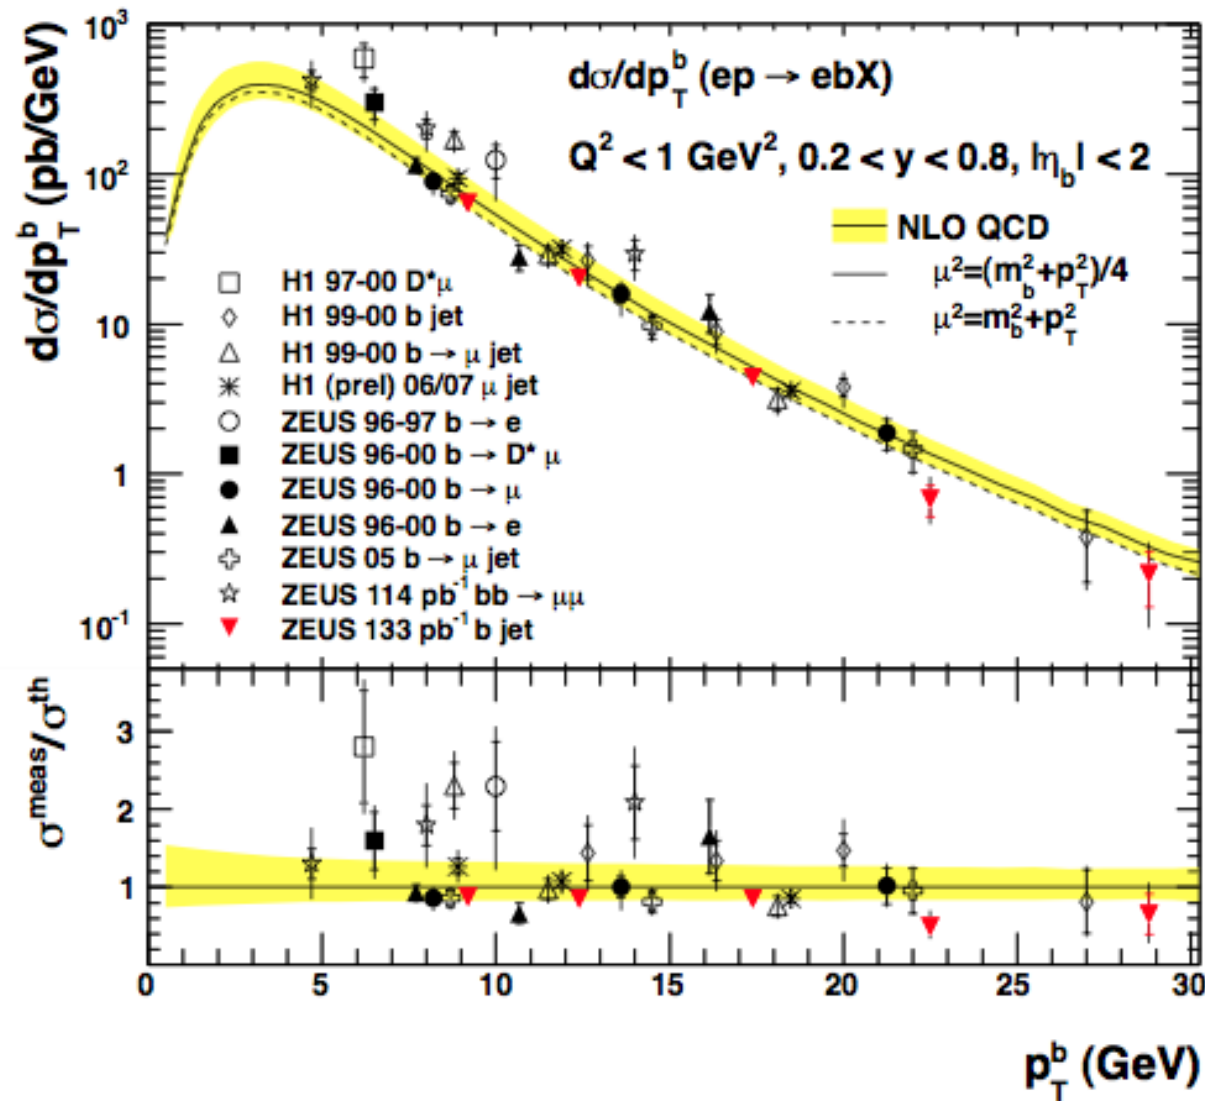 10³
dσ/dp_T^b (pb/GeV)
dσ/dp_T^b (ep → ebX)
Q² < 1 GeV², 0.2 < y < 0.8, |η_b| < 2
10²
NLO QCD
μ²=(m_b²+p_T²)/4
μ²=m_b²+p_T²
H1 97-00 D*μ
H1 99-00 b jet
10
H1 99-00 b → μ jet
H1 (prel) 06/07 μ jet
ZEUS 96-97 b → e
ZEUS 96-00 b → D* μ
1
ZEUS 96-00 b → μ
ZEUS 96-00 b → e
ZEUS 05 b → μ jet
ZEUS 114 pb⁻¹ bb → μμ
10⁻¹
ZEUS 133 pb⁻¹ b jet
σ^meas/σ^th
3
2
1
0 5 10 15 20 25 30
p_T^b (GeV)